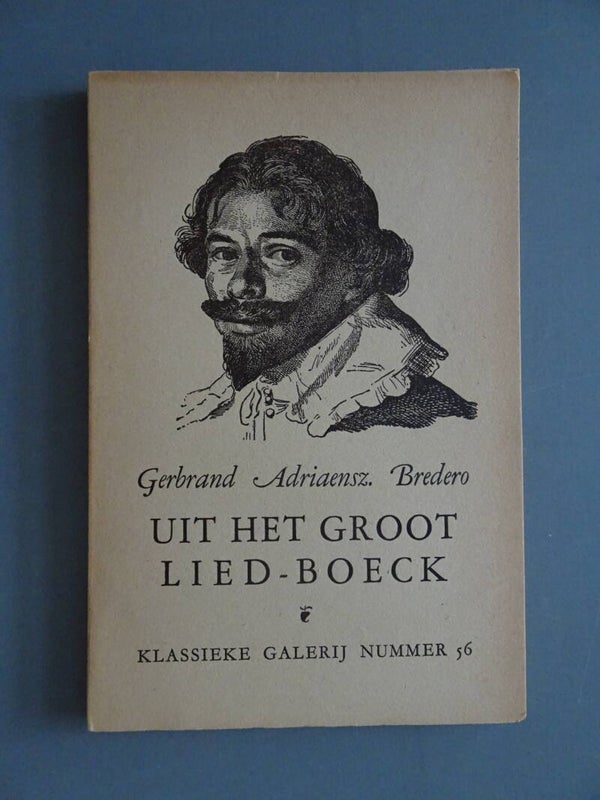 Gerbrand Adriaensz. Bredero
UIT HET GROOT
LIED-BOECK
KLASSIEKE GALERIJ NUMMER 56